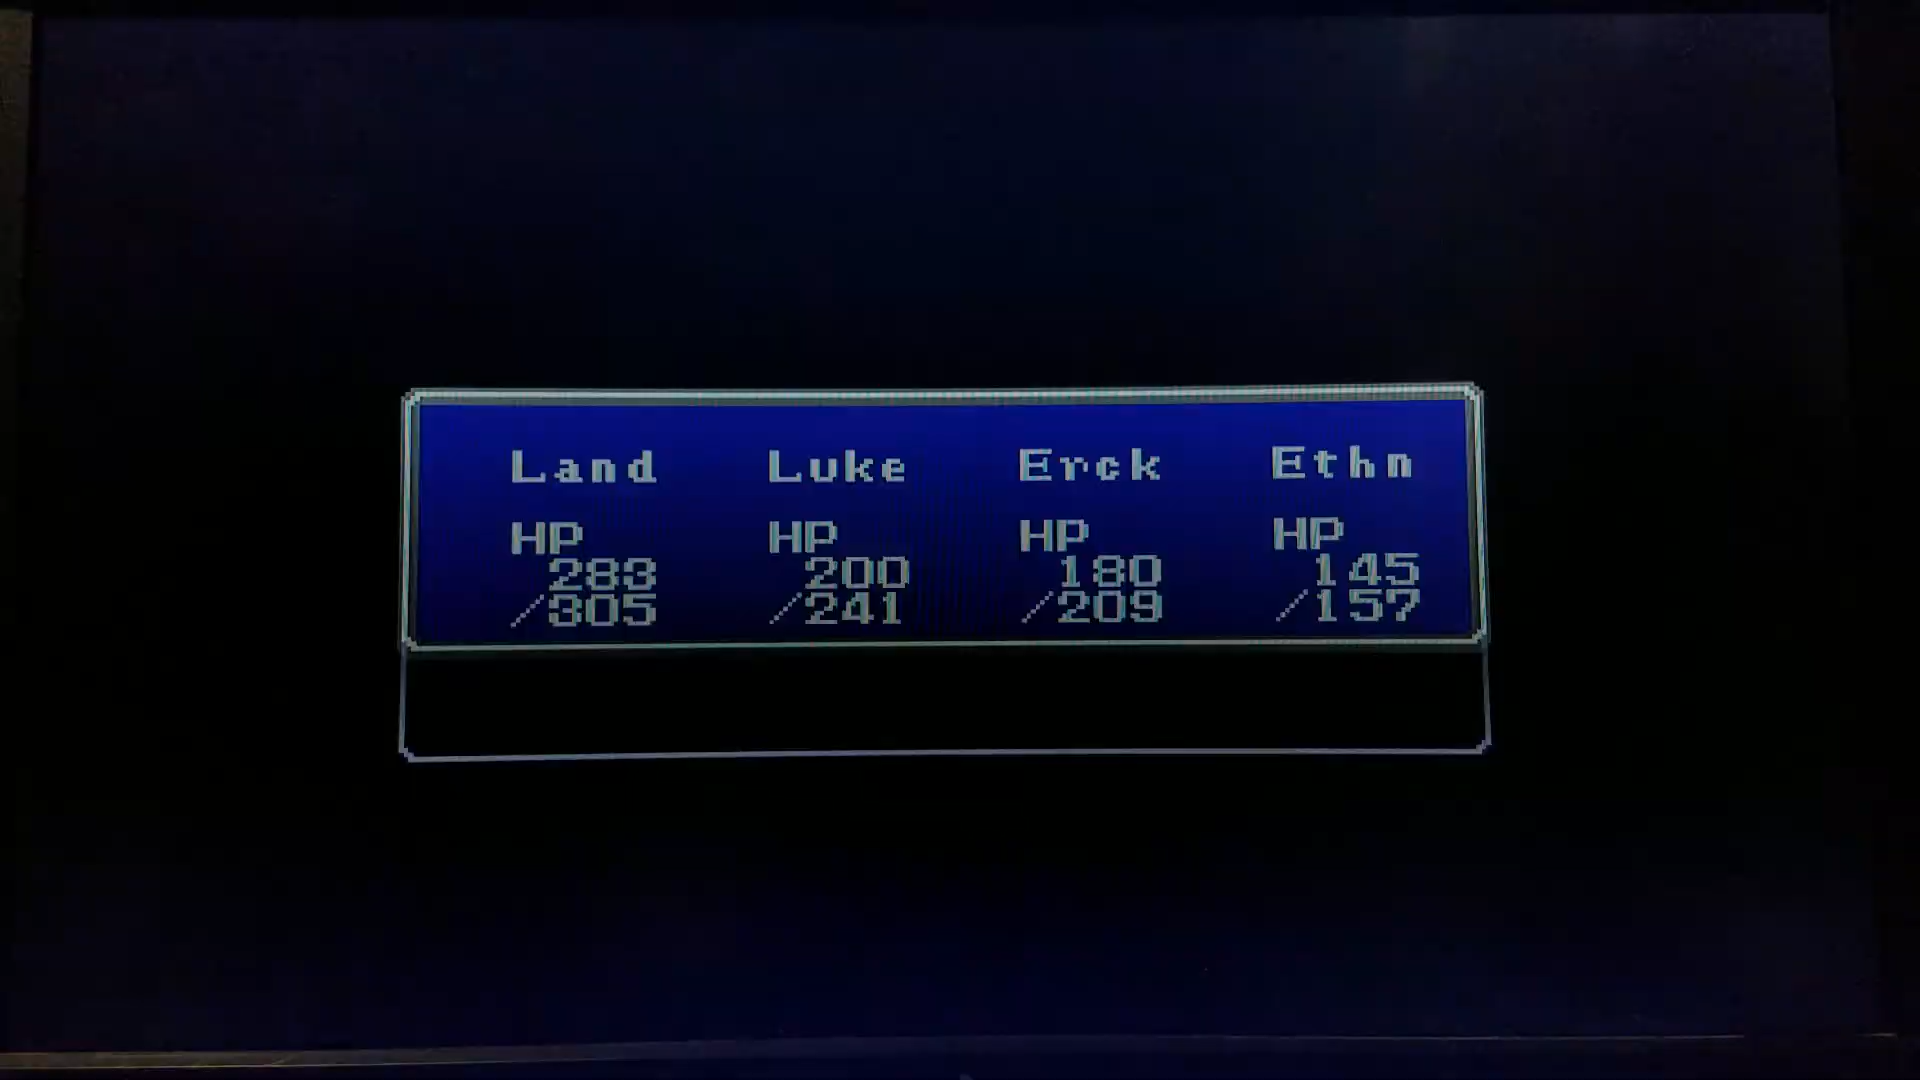 Land Luke Erck Ethn
HP HP HP HP
283 200 180 145
/305 /241 /209 /157